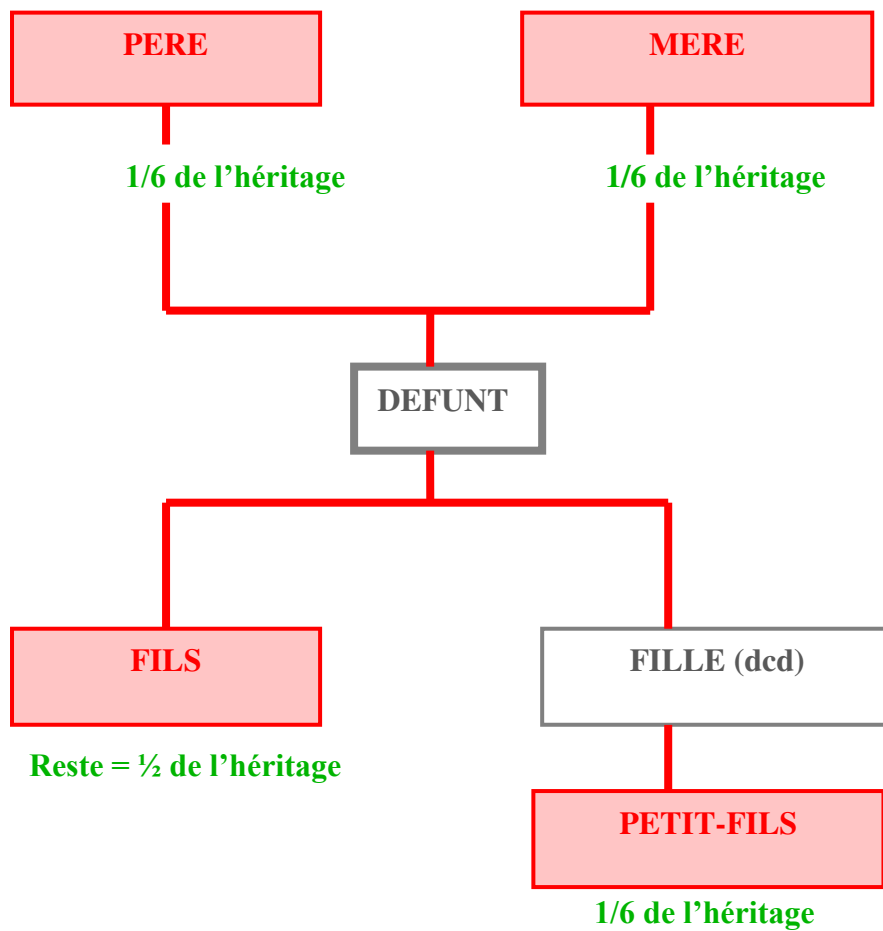 PERE
MERE
1/6 de l’héritage
1/6 de l’héritage
DEFUNT
FILS
FILLE (dcd)
Reste = ½ de l’héritage
PETIT-FILS
1/6 de l’héritage